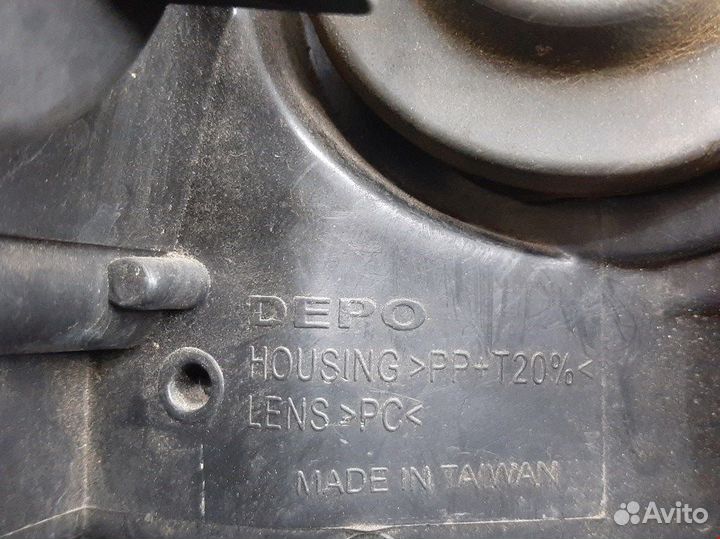 DEPO
HOUSING >PP+T20%<
LENS >PC<
MADE IN TAIWAN
Avito